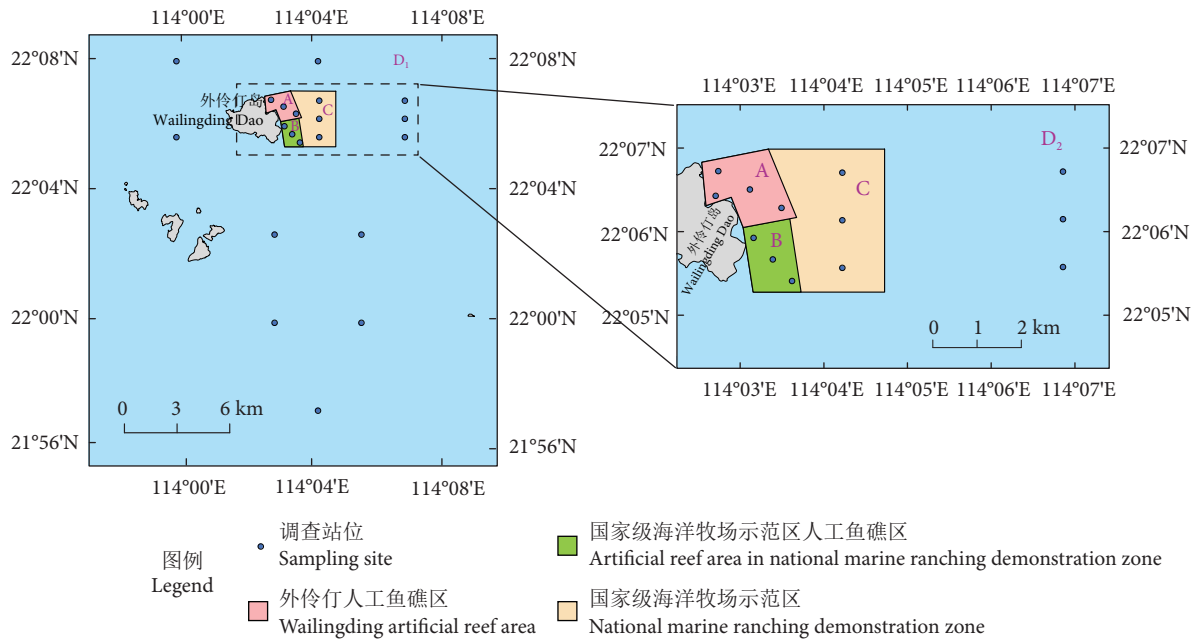 114°00′E 114°04′E 114°08′E
22°08′N 22°08′N
D₁
外伶仃岛 A
Wailingding Dao C
B
22°04′N 22°04′N
22°00′N 22°00′N
0 3 6 km
21°56′N 21°56′N
114°00′E 114°04′E 114°08′E
114°03′E 114°04′E 114°05′E 114°06′E 114°07′E
22°07′N 22°07′N
D₂
A
C
外伶仃岛
Wailingding Dao
22°06′N 22°06′N
B
22°05′N 22°05′N
0 1 2 km
114°03′E 114°04′E 114°05′E 114°06′E 114°07′E
图例
Legend
调查站位
Sampling site
国家级海洋牧场示范区人工鱼礁区
Artificial reef area in national marine ranching demonstration zone
外伶仃人工鱼礁区
Wailingding artificial reef area
国家级海洋牧场示范区
National marine ranching demonstration zone